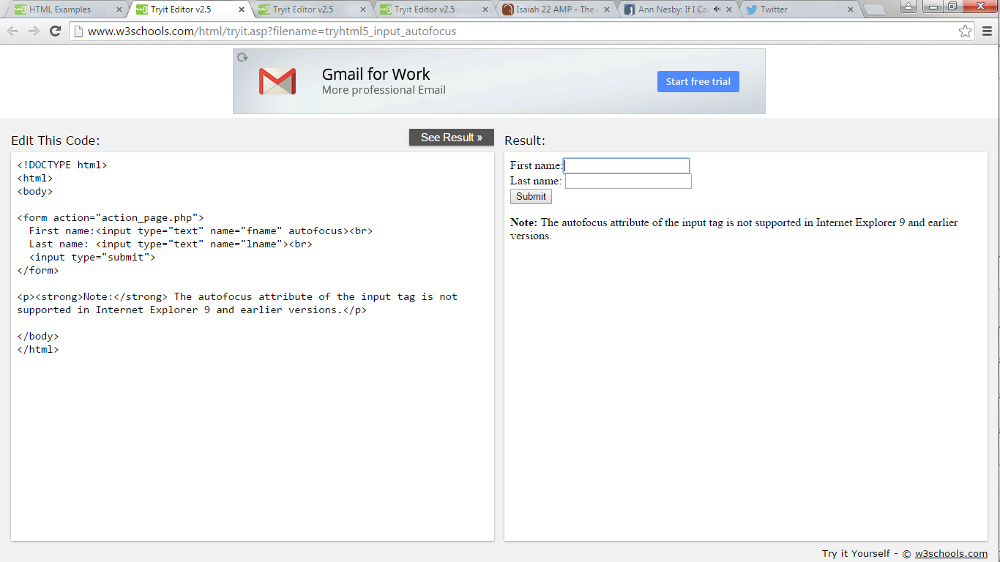 HTML Examples
Tryit Editor v2.5
Tryit Editor v2.5
Tryit Editor v2.5
Isaiah 22 AMP - The
Ann Nesby: If I Ca
Twitter
www.w3schools.com/html/tryit.asp?filename=tryhtml5_input_autofocus
Gmail for Work
More professional Email
Start free trial
Edit This Code:
See Result »
<!DOCTYPE html>
<html>
<body>
<form action="action_page.php">
First name:<input type="text" name="fname" autofocus><br>
Last name: <input type="text" name="lname"><br>
<input type="submit">
</form>
<p><strong>Note:</strong> The autofocus attribute of the input tag is not
supported in Internet Explorer 9 and earlier versions.</p>
</body>
</html>
Result:
First name:
Last name:
Submit
Note: The autofocus attribute of the input tag is not supported in Internet Explorer 9 and earlier
versions.
Try it Yourself - © w3schools.com